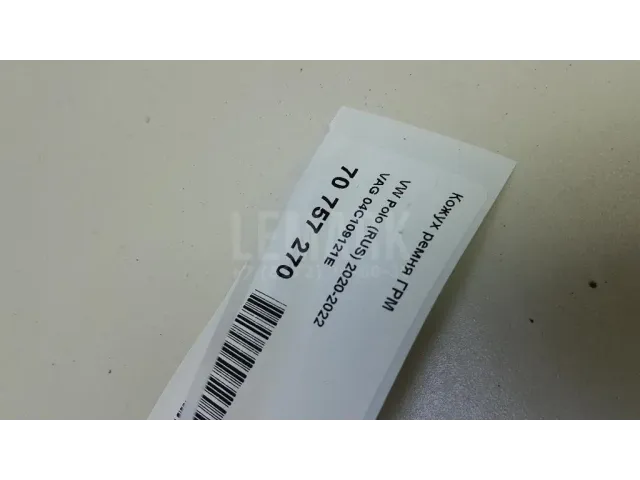 Кожух ремня ГРМ
VW Polo (RUS) 2020-2022
VAG 04C109121E
70 757 270